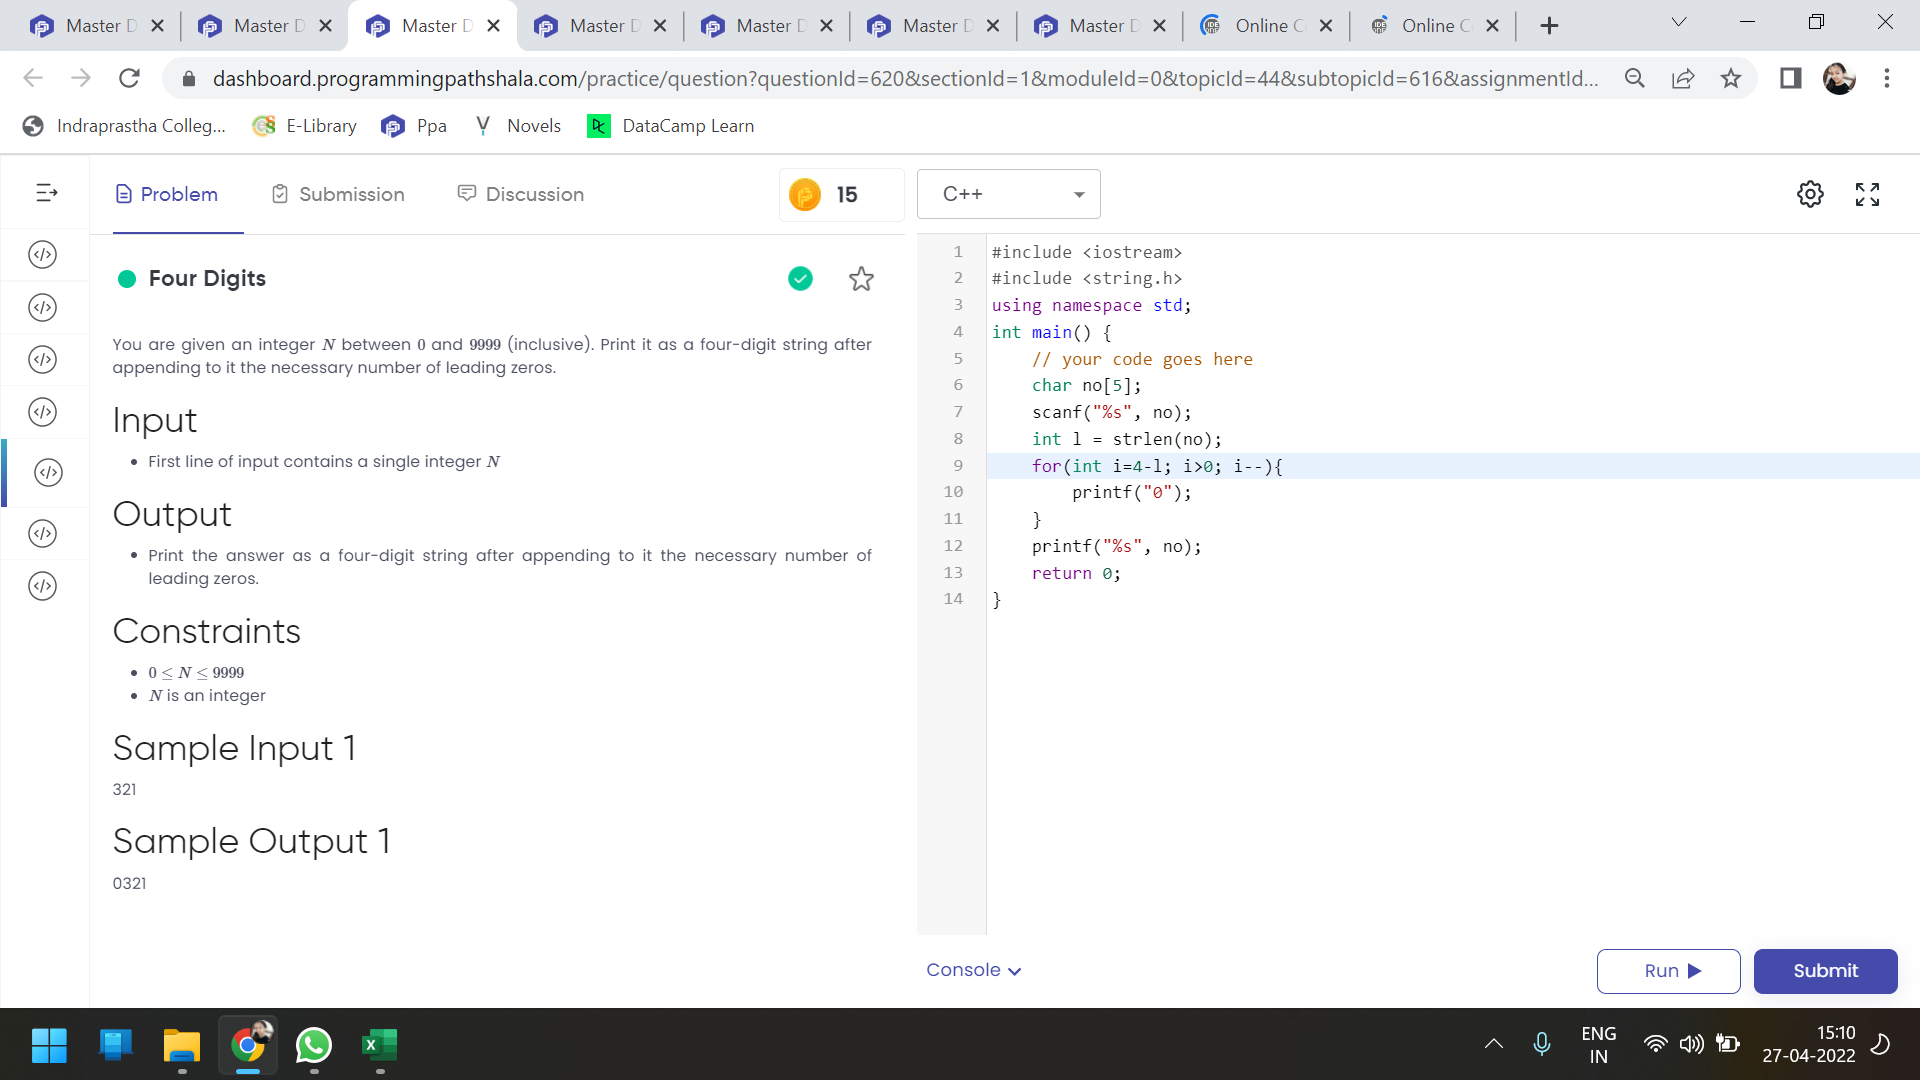 Master D
Master D
Master D
Master D
Master D
Master D
Master D
Online C
Online C
dashboard.programmingpathshala.com/practice/question?questionId=620&sectionId=1&moduleId=0&topicId=44&subtopicId=616&assignmentId...
Indraprastha Colleg...
E-Library
Ppa
Novels
DataCamp Learn
Problem
Submission
Discussion
15
C++
Four Digits
You are given an integer N between 0 and 9999 (inclusive). Print it as a four-digit string after
appending to it the necessary number of leading zeros.
Input
• First line of input contains a single integer N
Output
• Print the answer as a four-digit string after appending to it the necessary number of
leading zeros.
Constraints
• 0 ≤ N ≤ 9999
• N is an integer
Sample Input 1
321
Sample Output 1
0321
1 #include <iostream>
2 #include <string.h>
3 using namespace std;
4 int main() {
5 // your code goes here
6 char no[5];
7 scanf("%s", no);
8 int l = strlen(no);
9 for(int i=4-l; i>0; i--){
10 printf("0");
11 }
12 printf("%s", no);
13 return 0;
14 }
Console
Run
Submit
ENG
IN
15:10
27-04-2022